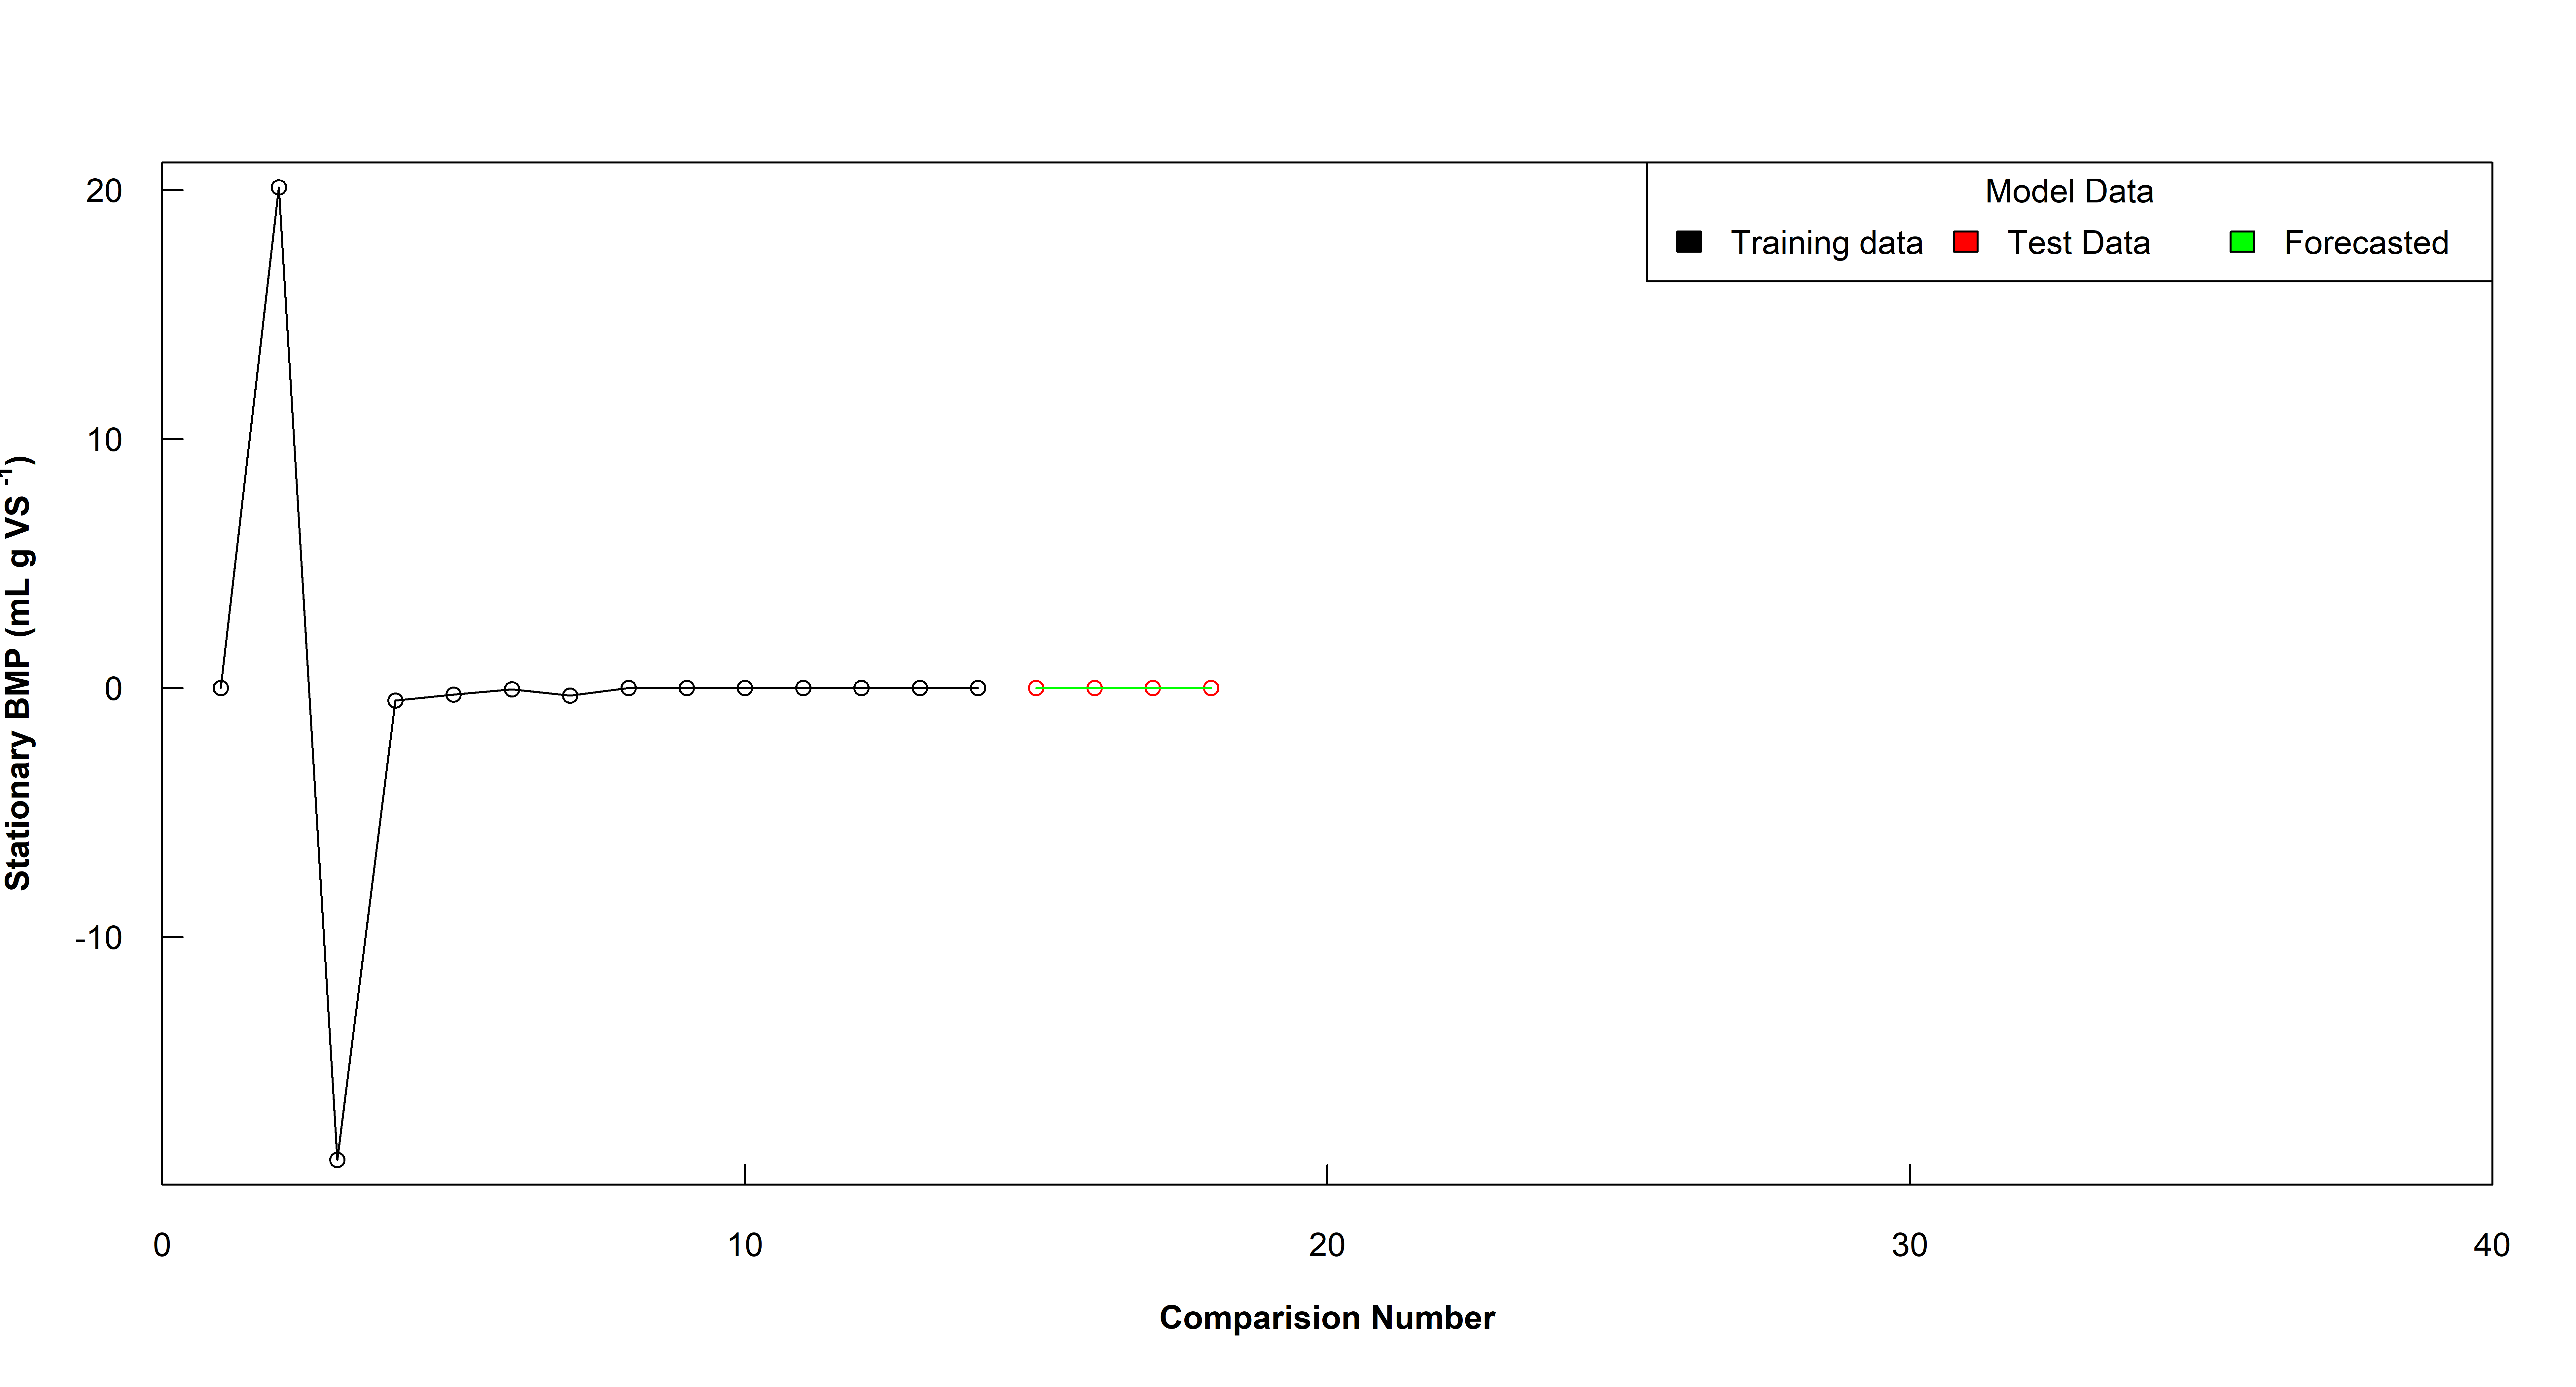 20
10
0
-10
Stationary BMP (mL g VS -1)
Model Data
Training data Test Data Forecasted
0 10 20 30 40
Comparision Number